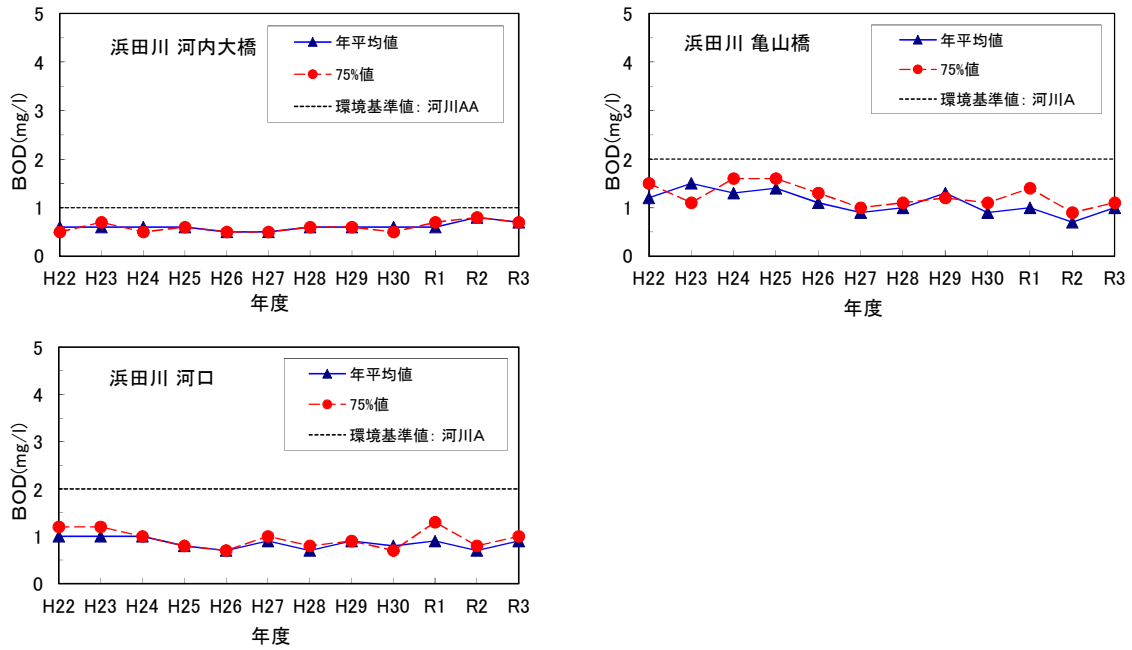 浜田川 河内大橋
年平均値
75%値
環境基準値: 河川AA
BOD(mg/l)
5
4
3
2
1
0
H22 H23 H24 H25 H26 H27 H28 H29 H30 R1 R2 R3
年度
浜田川 亀山橋
年平均値
75%値
環境基準値: 河川A
BOD(mg/l)
5
4
3
2
1
0
H22 H23 H24 H25 H26 H27 H28 H29 H30 R1 R2 R3
年度
浜田川 河口
年平均値
75%値
環境基準値: 河川A
BOD(mg/l)
5
4
3
2
1
0
H22 H23 H24 H25 H26 H27 H28 H29 H30 R1 R2 R3
年度